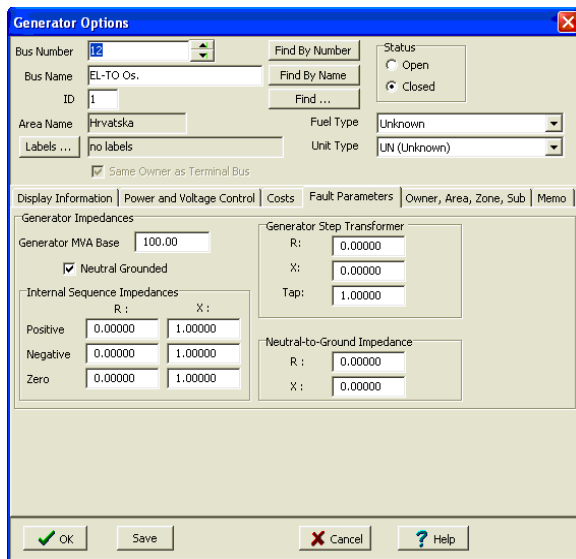 Generator Options
Bus Number 12 Find By Number Status
Bus Name EL-TO Os. Find By Name Open
ID 1 Find ... Closed
Area Name Hrvatska Fuel Type Unknown
Labels ... no labels Unit Type UN (Unknown)
Same Owner as Terminal Bus
Display Information Power and Voltage Control Costs Fault Parameters Owner, Area, Zone, Sub Memo
Generator Impedances Generator Step Transformer
Generator MVA Base 100.00 R: 0.00000
Neutral Grounded X: 0.00000
Internal Sequence Impedances Tap: 1.00000
R : X :
Positive 0.00000 1.00000 Neutral-to-Ground Impedance
Negative 0.00000 1.00000 R : 0.00000
Zero 0.00000 1.00000 X : 0.00000
OK Save Cancel ? Help